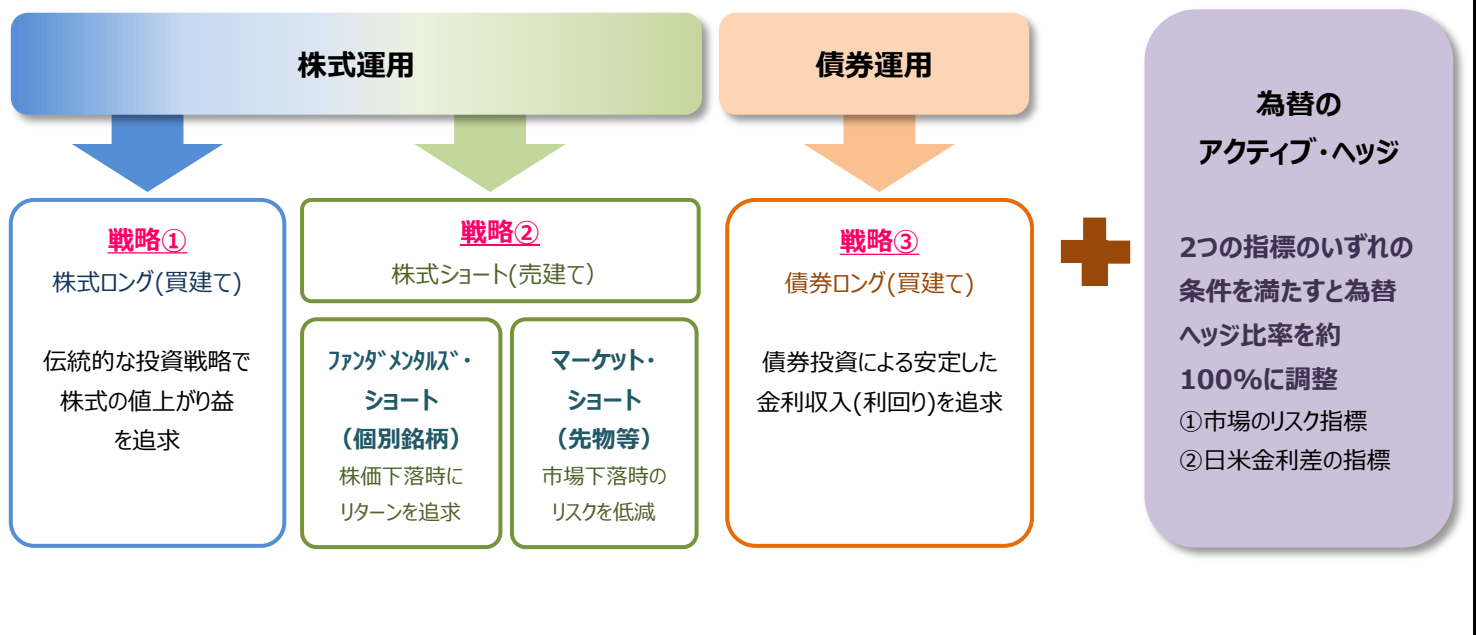 株式運用
債券運用
戦略①
株式ロング(買建て)
伝統的な投資戦略で
株式の値上がり益
を追求
戦略②
株式ショート(売建て)
ﾌｧﾝﾀﾞﾒﾝﾀﾙｽﾞ・
ショート
（個別銘柄）
株価下落時に
リターンを追求
マーケット・
ショート
（先物等）
市場下落時の
リスクを低減
戦略③
債券ロング(買建て)
債券投資による安定した
金利収入(利回り)を追求
為替の
アクティブ・ヘッジ
2つの指標のいずれの
条件を満たすと為替
ヘッジ比率を約
100%に調整
①市場のリスク指標
②日米金利差の指標